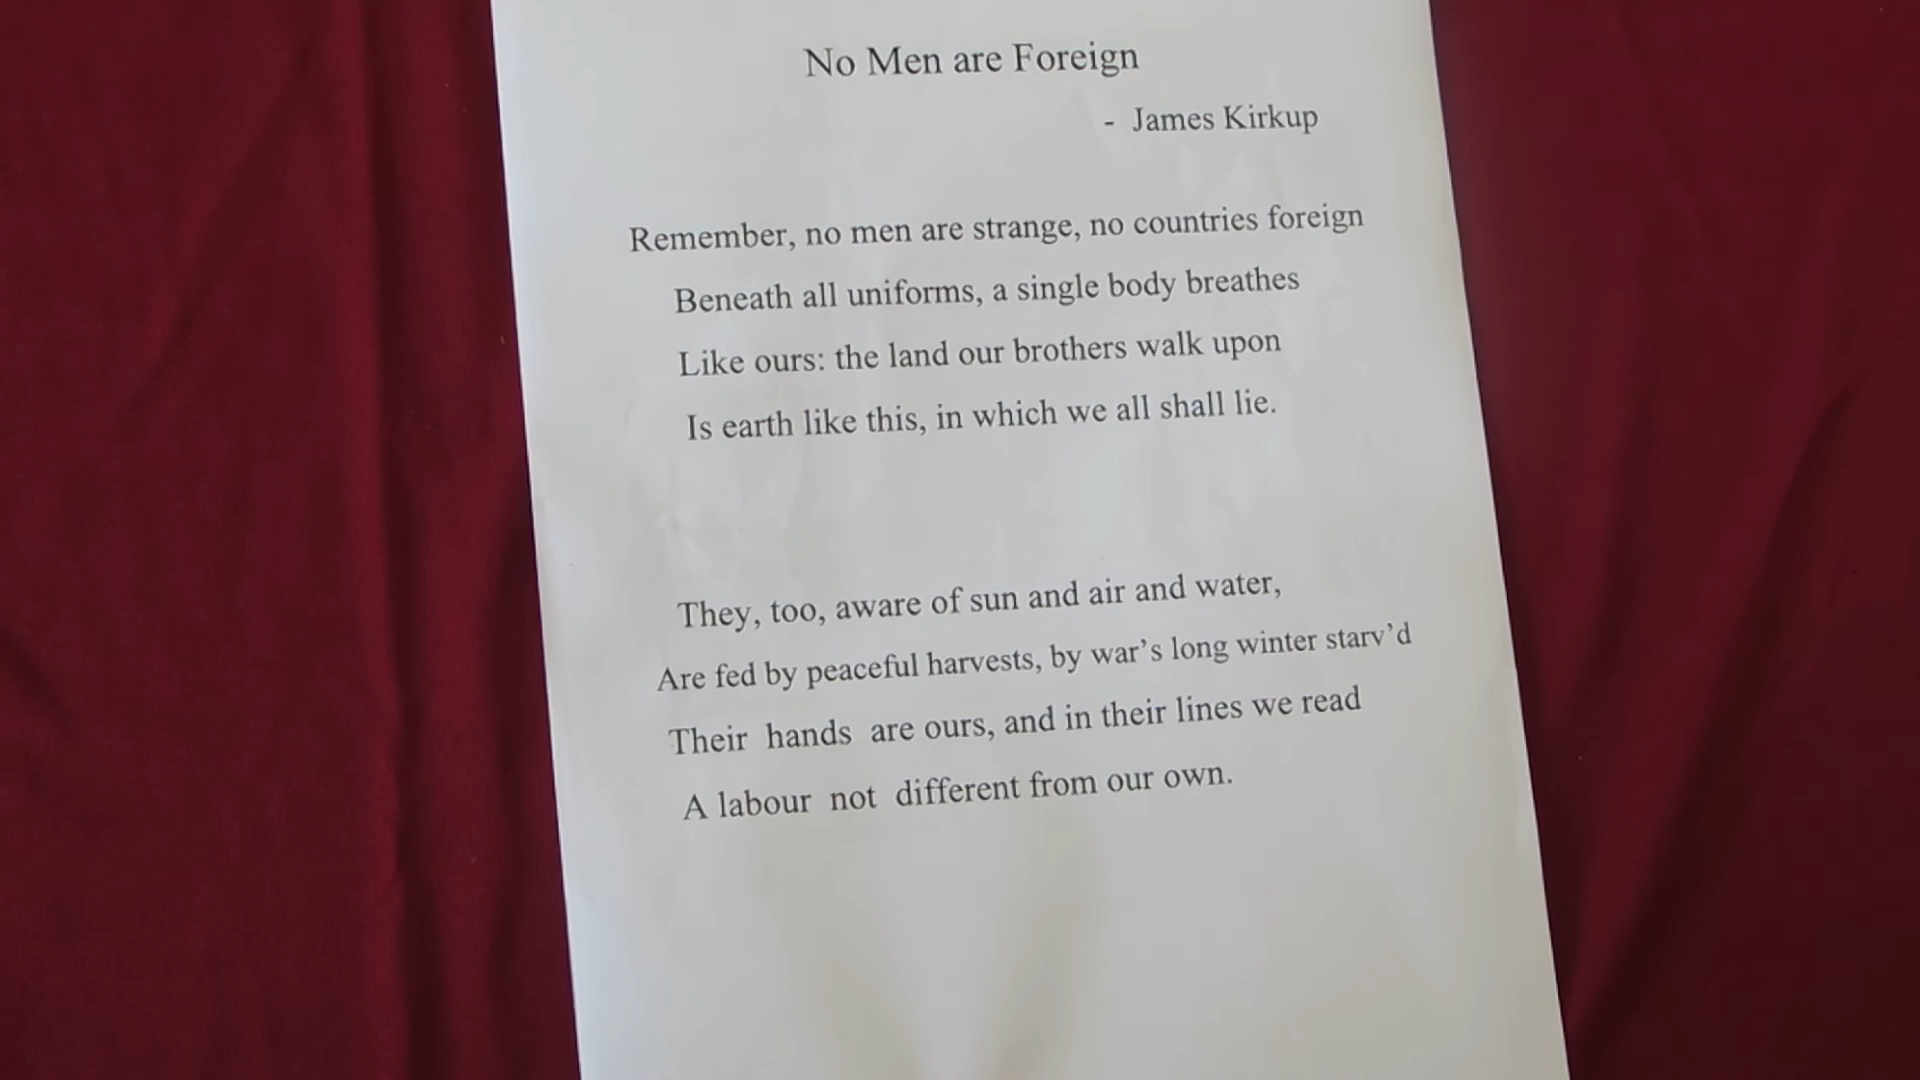 No Men are Foreign
- James Kirkup
Remember, no men are strange, no countries foreign
Beneath all uniforms, a single body breathes
Like ours: the land our brothers walk upon
Is earth like this, in which we all shall lie.
They, too, aware of sun and air and water,
Are fed by peaceful harvests, by war’s long winter starv’d
Their hands are ours, and in their lines we read
A labour not different from our own.